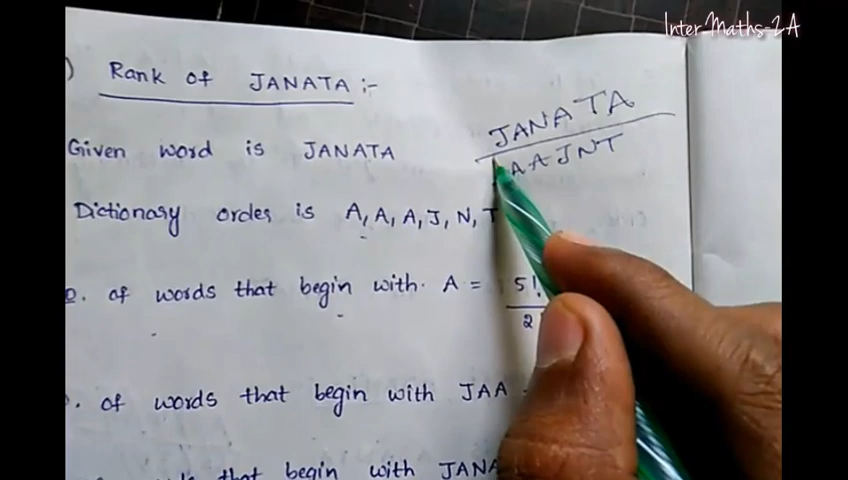 Inter Maths-2A
) Rank of JANATA :-
JANATA
Given word is JANATA
AAJNT
Dictionary order is A, A, A, J, N, T
. of words that begin with. A = 5!
2
. of words that begin with JAA
that begin with JANA